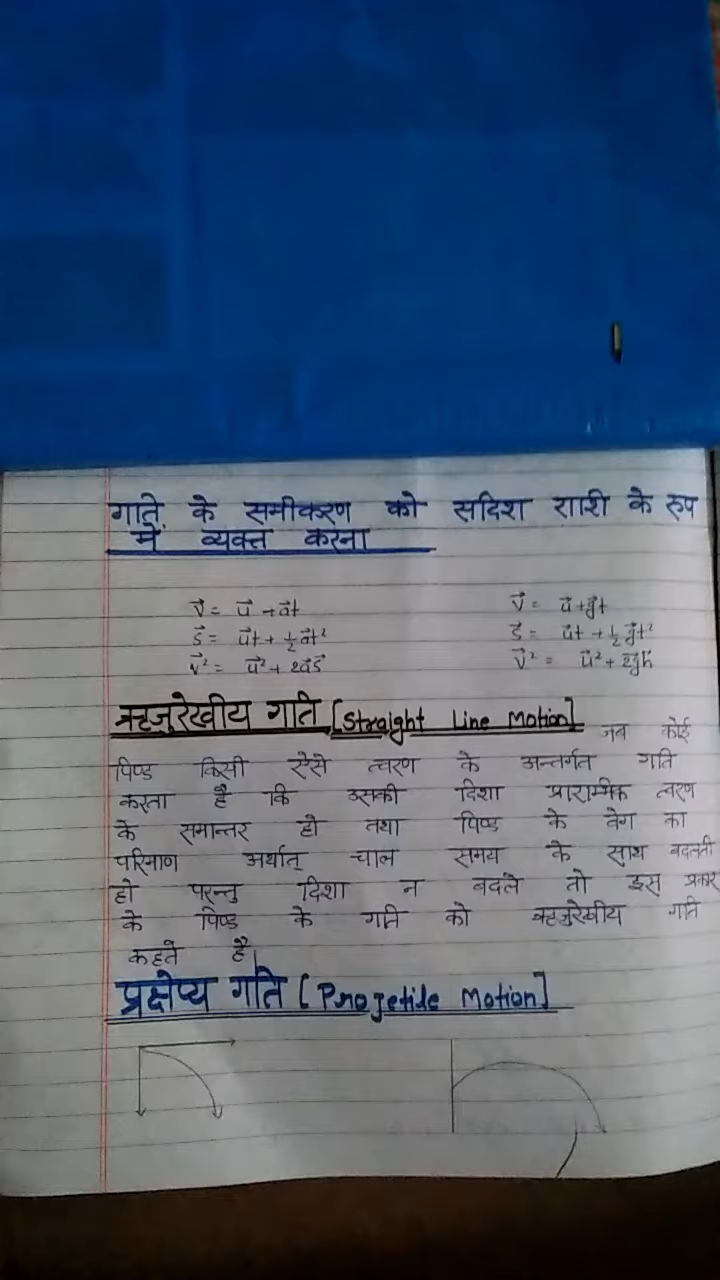 गति के समीकरण को सदिश राशी के रुप
में व्यक्त करना
v⃗ = u⃗ + a⃗t
v⃗ = u⃗ + g⃗t
s⃗ = u⃗t + ½ a⃗t²
s⃗ = u⃗t + ½ g⃗t²
v⃗² = u⃗² + 2a⃗s⃗
v⃗² = u⃗² + 2g⃗h
ऋजुरेखीय गति [Straight Line Motion] जब कोई
पिण्ड किसी ऐसे त्वरण के अन्तर्गत गति
करता है कि उसकी दिशा प्रारम्भिक त्वरण
के समान्तर हो तथा पिण्ड के वेग का
परिमाण अर्थात् चाल समय के साथ बदलती
हो परन्तु दिशा न बदले तो इस प्रकार
के पिण्ड के गति को ऋजुरेखीय गति
कहते है।
प्रक्षेप्य गति [Projetile Motion]